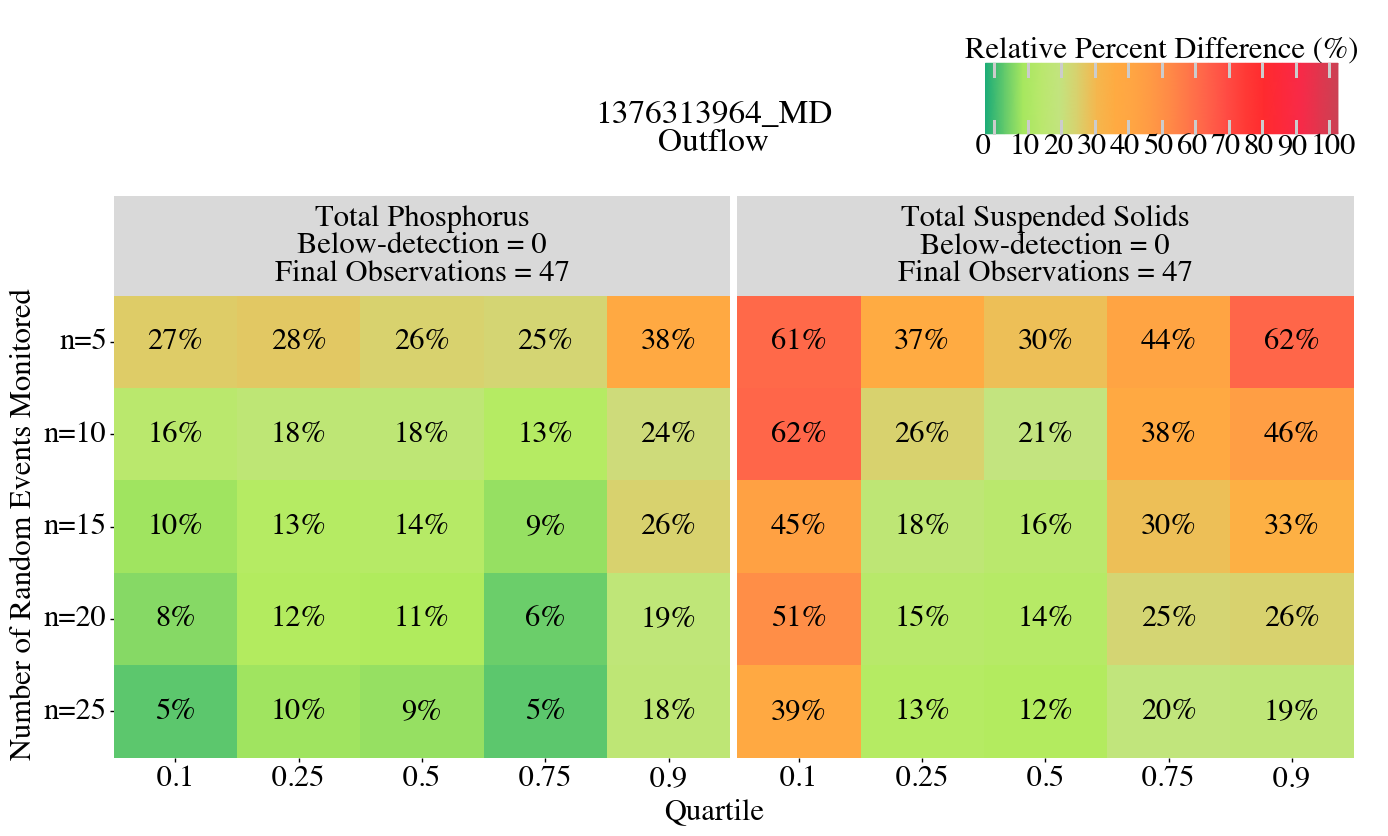 Relative Percent Difference (%)
0 10 20 30 40 50 60 70 80 90 100
1376313964_MD
Outflow
Total Phosphorus
Below-detection = 0
Final Observations = 47
Total Suspended Solids
Below-detection = 0
Final Observations = 47
Number of Random Events Monitored
n=5 27% 28% 26% 25% 38% 61% 37% 30% 44% 62%
n=10 16% 18% 18% 13% 24% 62% 26% 21% 38% 46%
n=15 10% 13% 14% 9% 26% 45% 18% 16% 30% 33%
n=20 8% 12% 11% 6% 19% 51% 15% 14% 25% 26%
n=25 5% 10% 9% 5% 18% 39% 13% 12% 20% 19%
0.1 0.25 0.5 0.75 0.9 0.1 0.25 0.5 0.75 0.9
Quartile